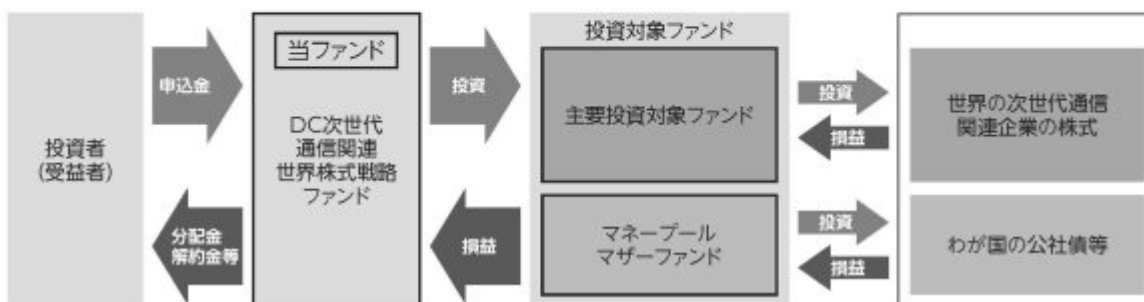 投資者
(受益者)
申込金
分配金
解約金等
当ファンド
DC次世代
通信関連
世界株式戦略
ファンド
投資
損益
投資対象ファンド
主要投資対象ファンド
マネープール
マザーファンド
投資
損益
投資
損益
世界の次世代通信
関連企業の株式
わが国の公社債等